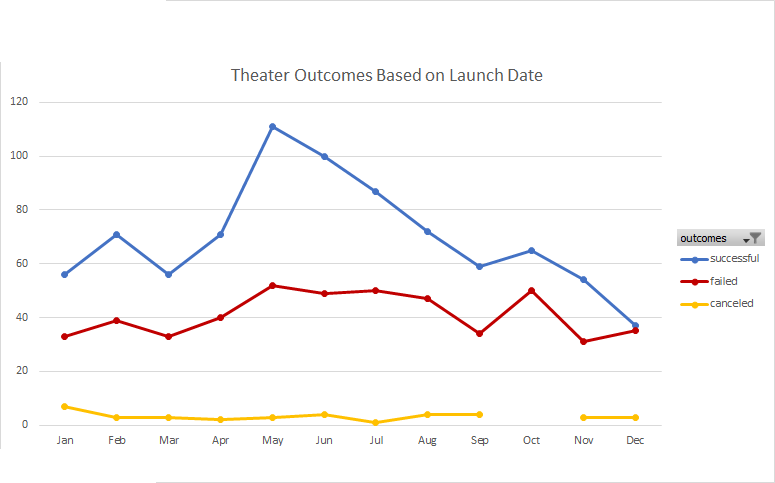 Theater Outcomes Based on Launch Date
120
100
80
60
40
20
0
Jan Feb Mar Apr May Jun Jul Aug Sep Oct Nov Dec
outcomes
successful
failed
canceled